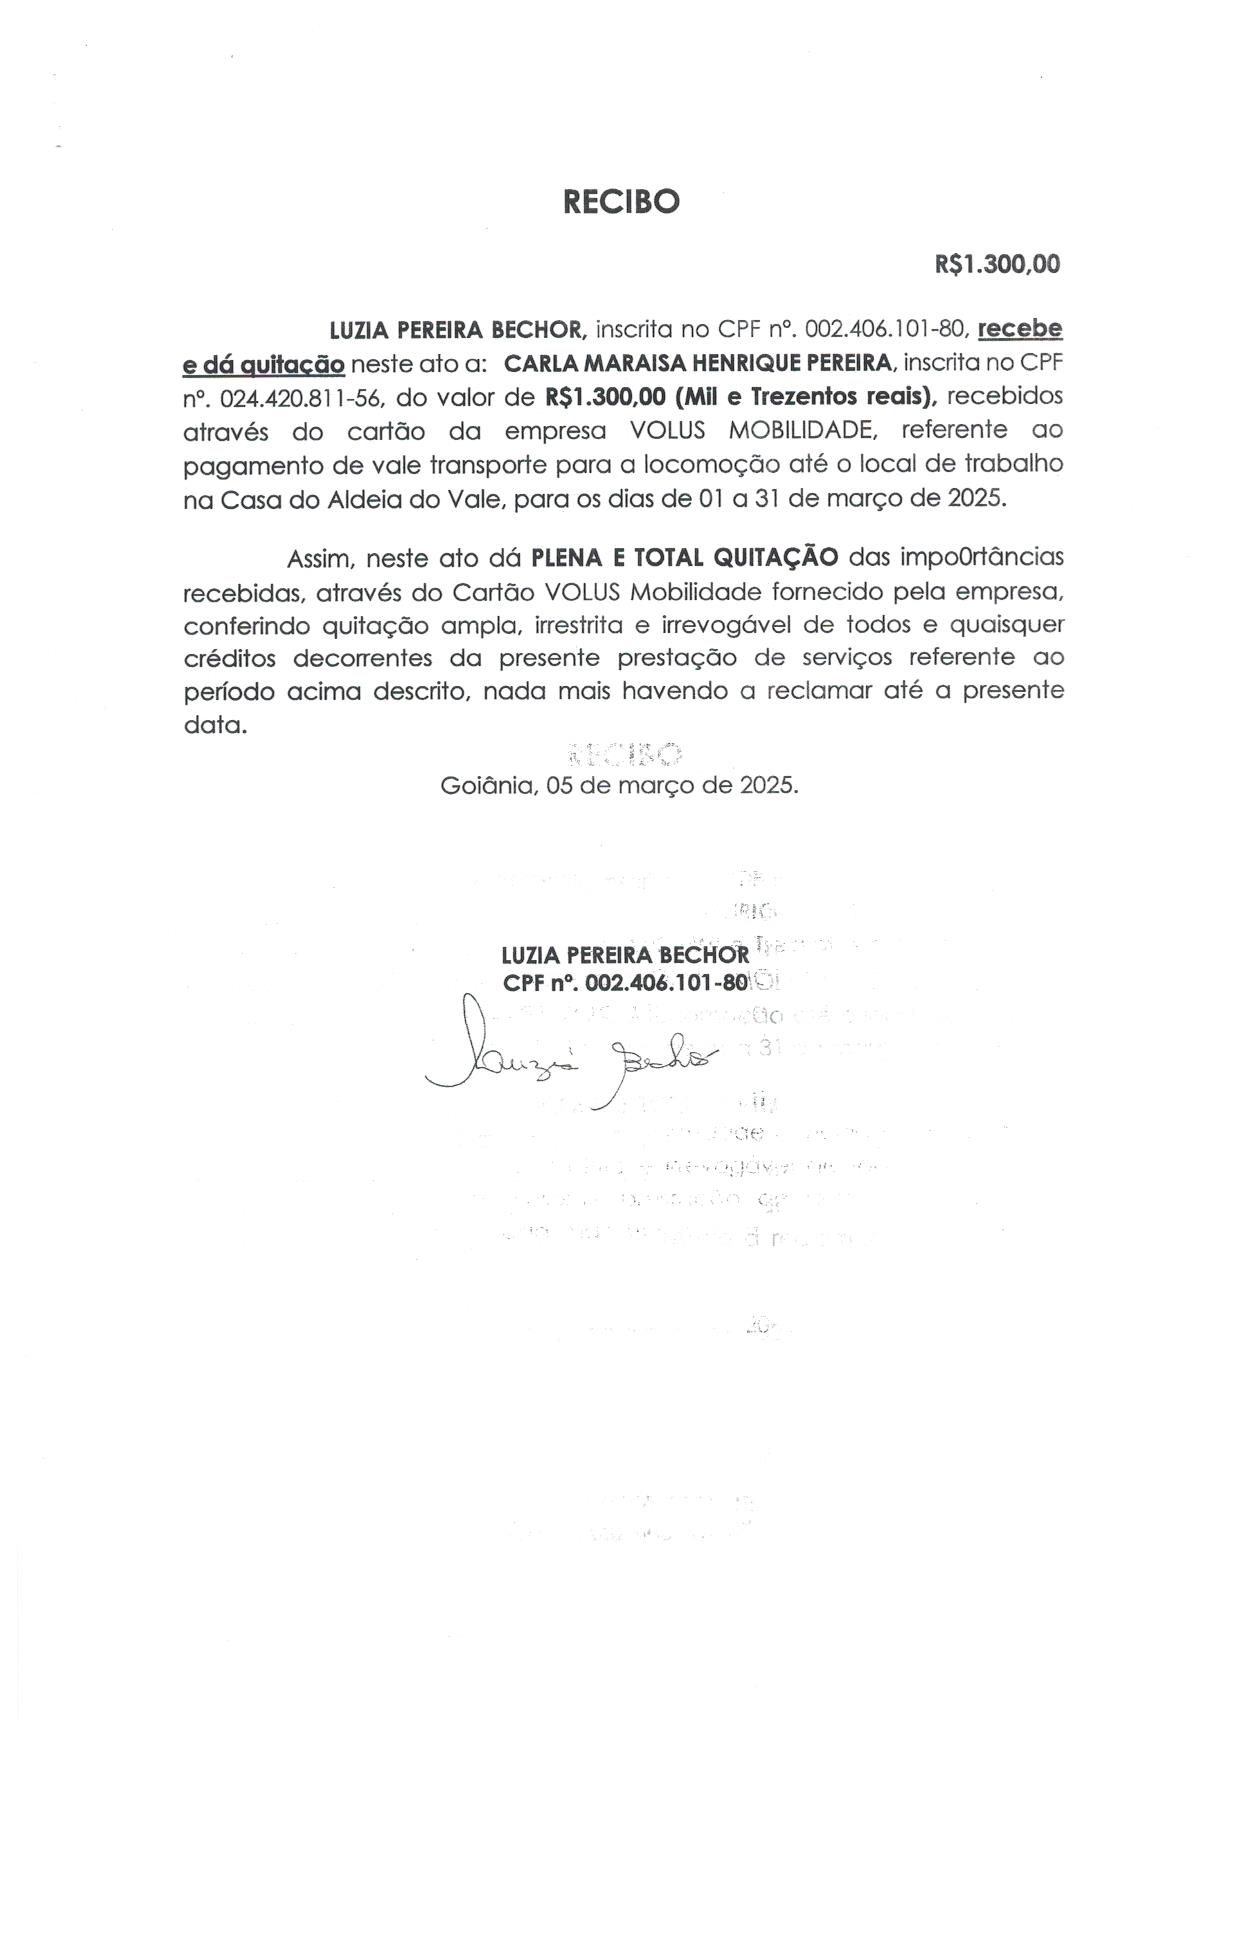 RECIBO
R$1.300,00
LUZIA PEREIRA BECHOR, inscrita no CPF nº. 002.406.101-80, recebe
e dá quitação neste ato a: CARLA MARAISA HENRIQUE PEREIRA, inscrita no CPF
nº. 024.420.811-56, do valor de R$1.300,00 (Mil e Trezentos reais), recebidos
através do cartão da empresa VOLUS MOBILIDADE, referente ao
pagamento de vale transporte para a locomoção até o local de trabalho
na Casa do Aldeia do Vale, para os dias de 01 a 31 de março de 2025.
Assim, neste ato dá PLENA E TOTAL QUITAÇÃO das impo0rtâncias
recebidas, através do Cartão VOLUS Mobilidade fornecido pela empresa,
conferindo quitação ampla, irrestrita e irrevogável de todos e quaisquer
créditos decorrentes da presente prestação de serviços referente ao
período acima descrito, nada mais havendo a reclamar até a presente
data.
RECIBO
Goiânia, 05 de março de 2025.
LUZIA PEREIRA BECHOR
CPF nº. 002.406.101-80
Luzia Bechor